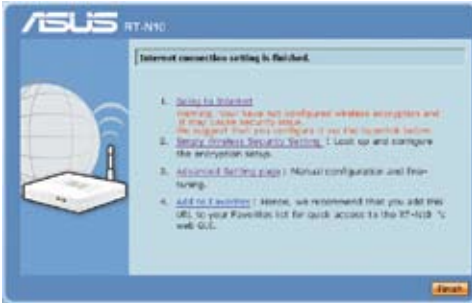 ASUS RT-N10
Internet connection setting is finished.
1. Going to Internet
Warning: Your have not configured wireless encryption and
it may cause security issue.
We suggest that you configure it via the hyperlink below.
2. Simply Wireless Security Setting : Look up and configure
the encryption setup.
3. Advanced Setting page : Manual configuration and fine-
tuning.
4. Add to Favorites : Hence, we recommend that you add this
URL to your Favorites list for quick access to the RT-N10 's
web GUI.
Finish